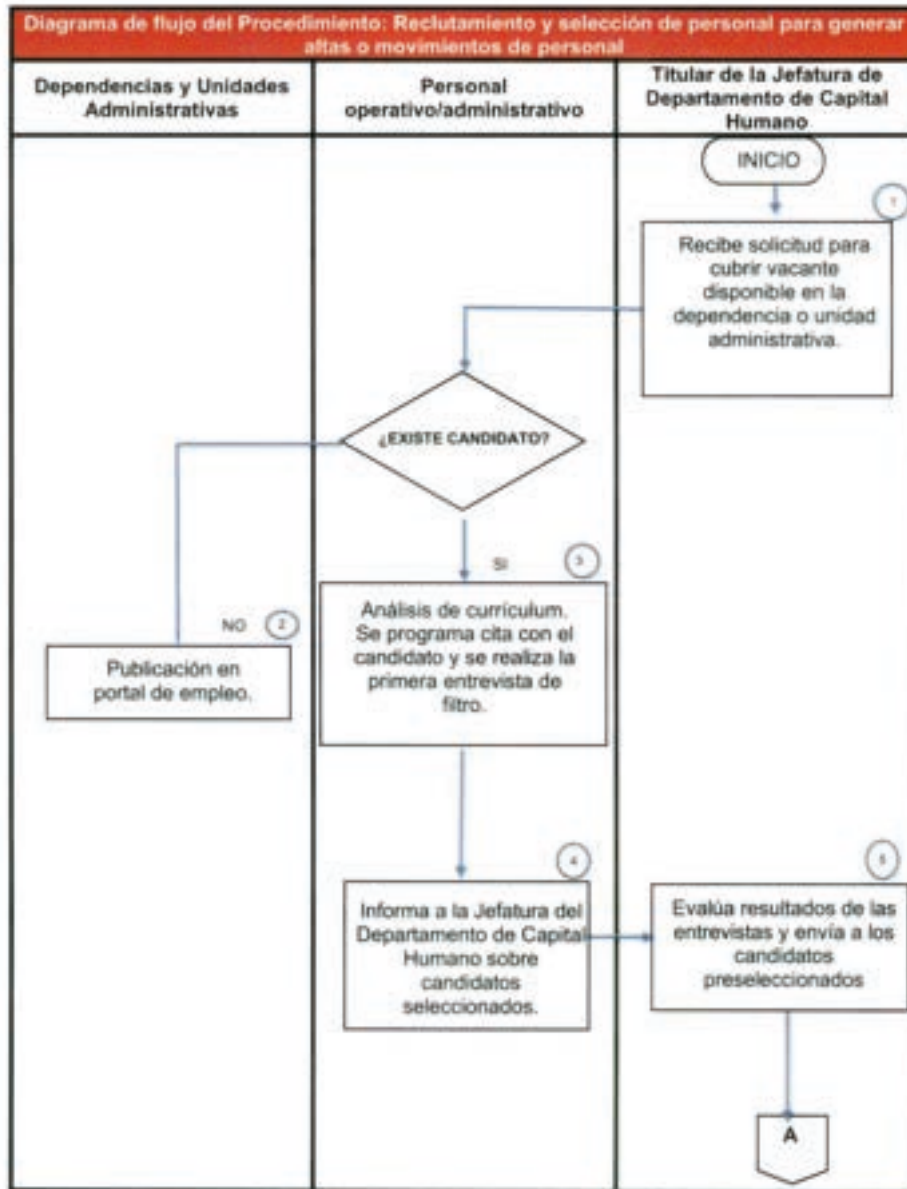 Diagrama de flujo del Procedimiento: Reclutamiento y selección de personal para generar
altas o movimientos de personal
Dependencias y Unidades
Administrativas
Personal
operativo/administrativo
Titular de la Jefatura de
Departamento de Capital
Humano
INICIO
1
Recibe solicitud para
cubrir vacante
disponible en la
dependencia o unidad
administrativa.
¿EXISTE CANDIDATO?
NO
2
Publicación en
portal de empleo.
SI
3
Análisis de currículum.
Se programa cita con el
candidato y se realiza la
primera entrevista de
filtro.
4
Informa a la Jefatura del
Departamento de Capital
Humano sobre
candidatos
seleccionados.
5
Evalúa resultados de las
entrevistas y envía a los
candidatos
preseleccionados
A